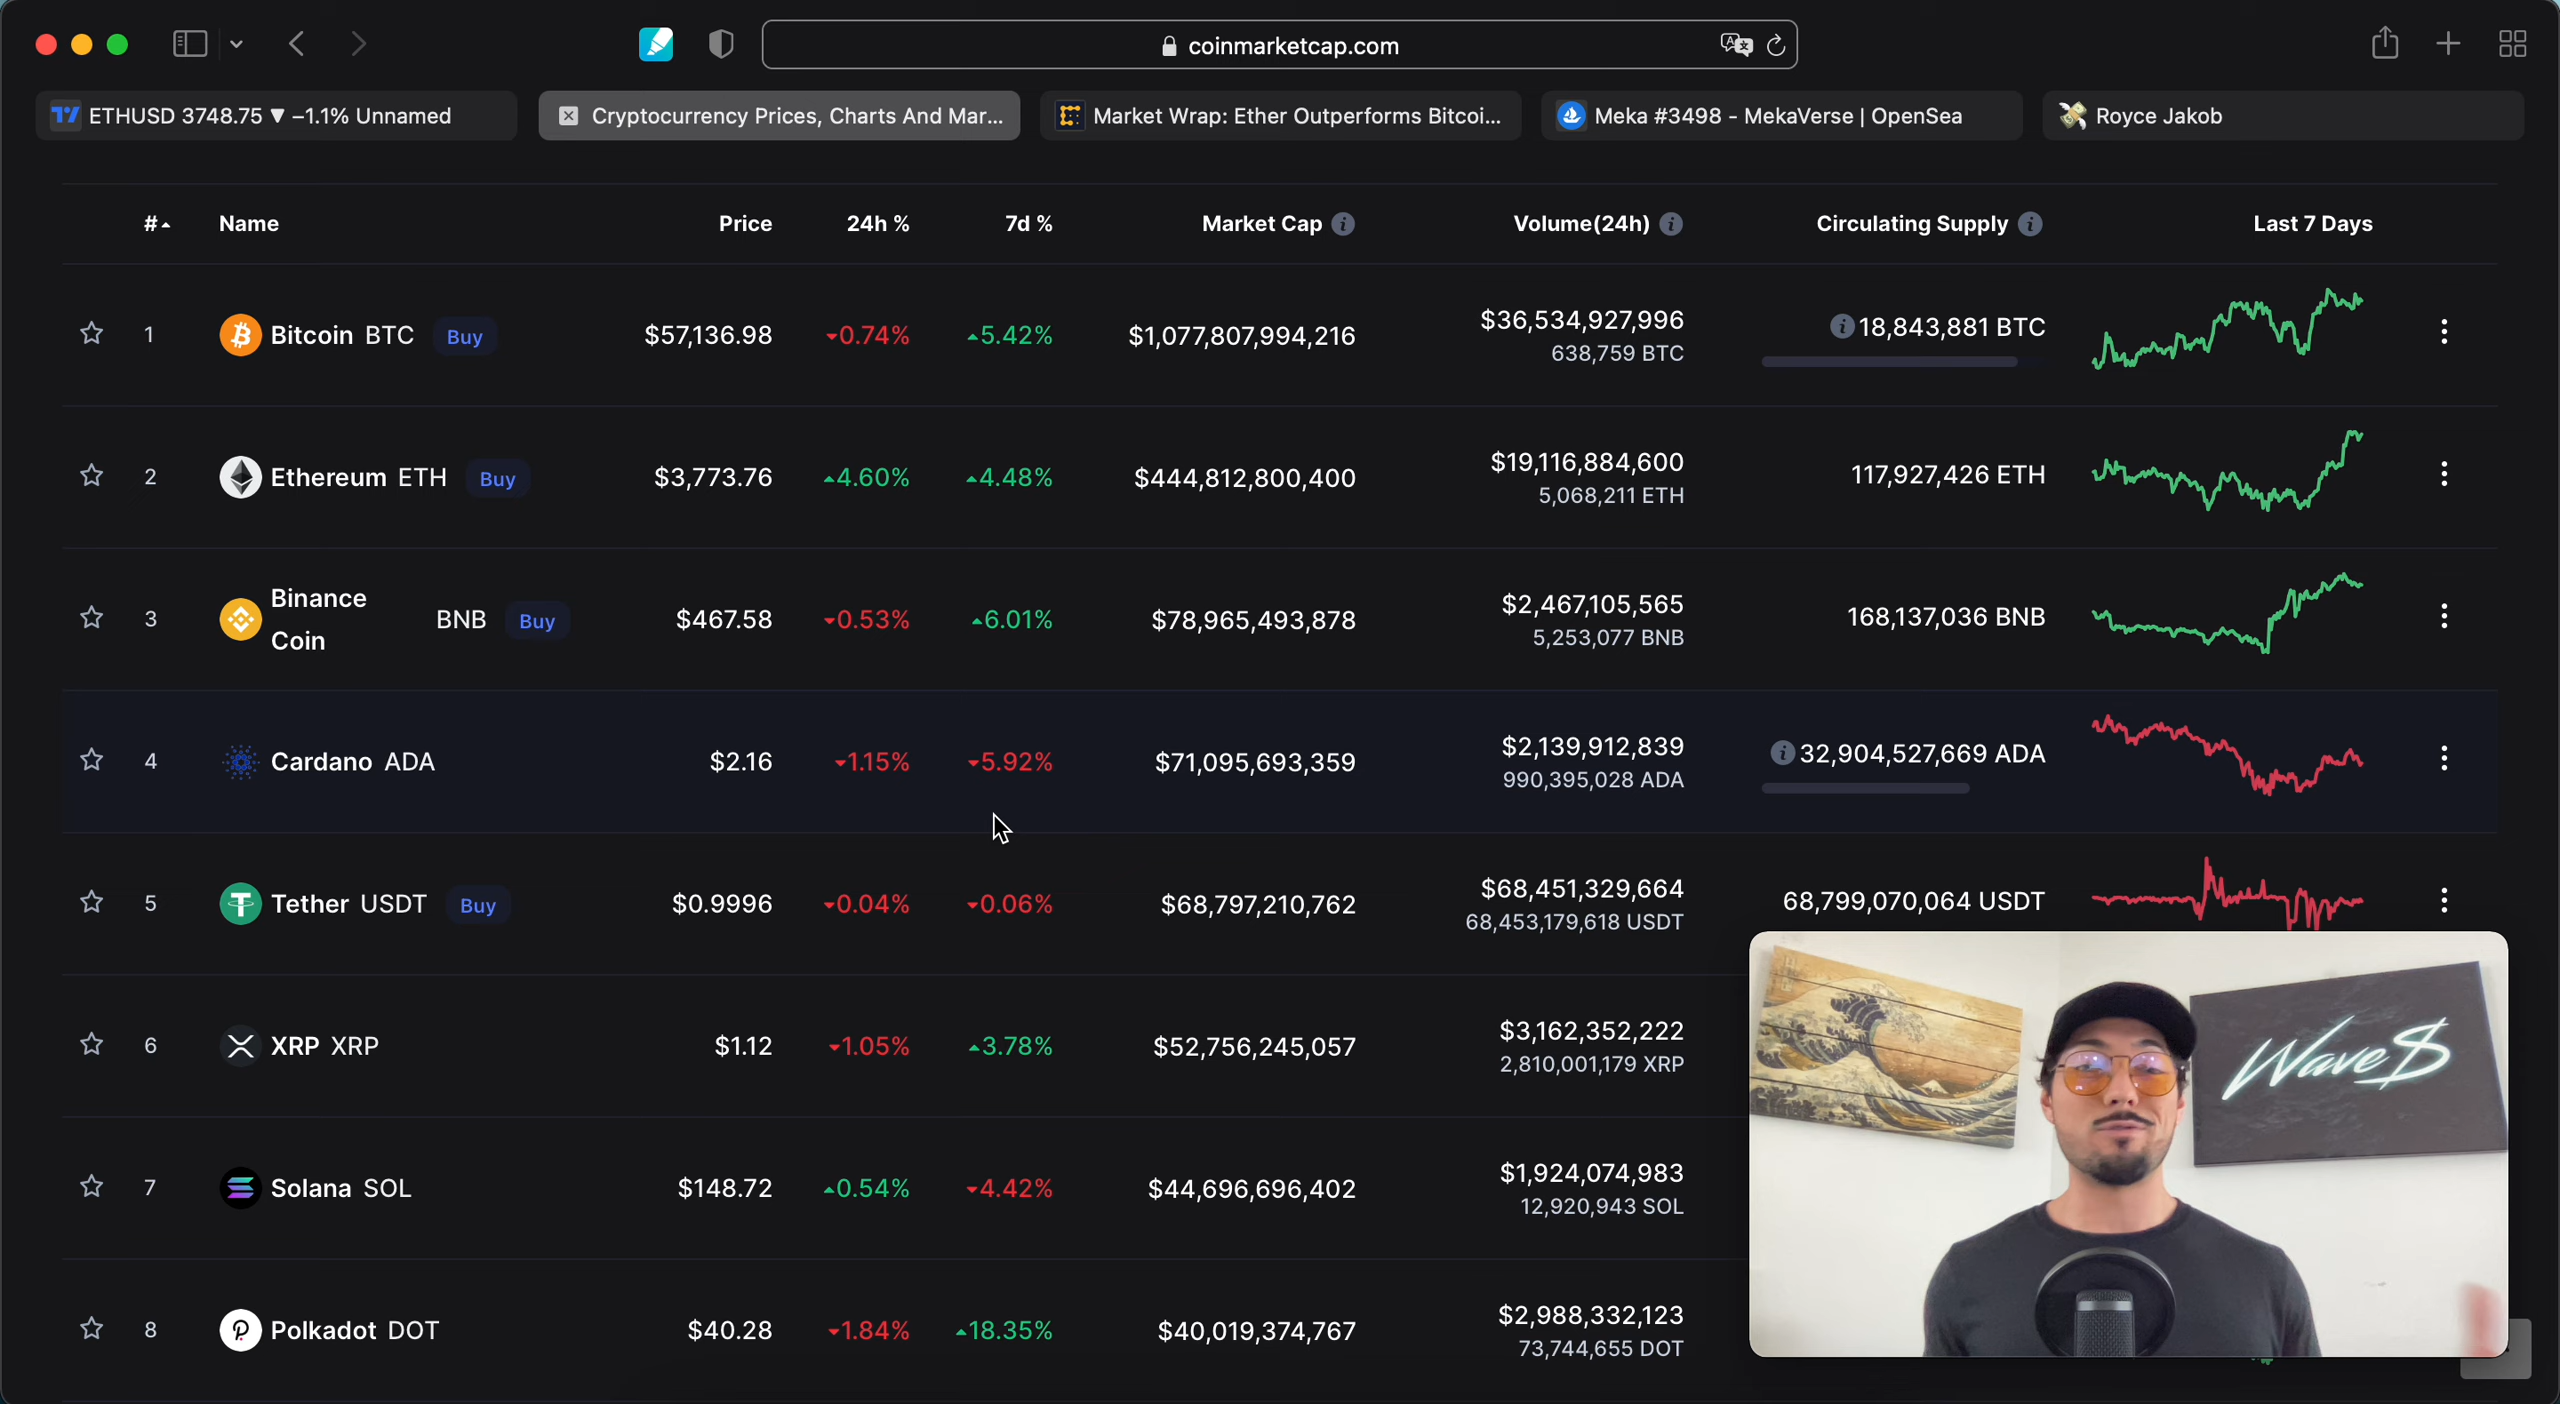 coinmarketcap.com
ETHUSD 3748.75 ▼ −1.1% Unnamed
Cryptocurrency Prices, Charts And Mar...
Market Wrap: Ether Outperforms Bitcoi...
Meka #3498 - MekaVerse | OpenSea
Royce Jakob
# Name Price 24h % 7d % Market Cap Volume(24h) Circulating Supply Last 7 Days
1 Bitcoin BTC Buy $57,136.98 0.74% 5.42% $1,077,807,994,216 $36,534,927,996 18,843,881 BTC
638,759 BTC
2 Ethereum ETH Buy $3,773.76 4.60% 4.48% $444,812,800,400 $19,116,884,600 117,927,426 ETH
5,068,211 ETH
3 Binance Coin BNB Buy $467.58 0.53% 6.01% $78,965,493,878 $2,467,105,565 168,137,036 BNB
5,253,077 BNB
4 Cardano ADA $2.16 1.15% 5.92% $71,095,693,359 $2,139,912,839 32,904,527,669 ADA
990,395,028 ADA
5 Tether USDT Buy $0.9996 0.04% 0.06% $68,797,210,762 $68,451,329,664 68,799,070,064 USDT
68,453,179,618 USDT
6 XRP XRP $1.12 1.05% 3.78% $52,756,245,057 $3,162,352,222
2,810,001,179 XRP
7 Solana SOL $148.72 0.54% 4.42% $44,696,696,402 $1,924,074,983
12,920,943 SOL
8 Polkadot DOT $40.28 1.84% 18.35% $40,019,374,767 $2,988,332,123
73,744,655 DOT
Wave$